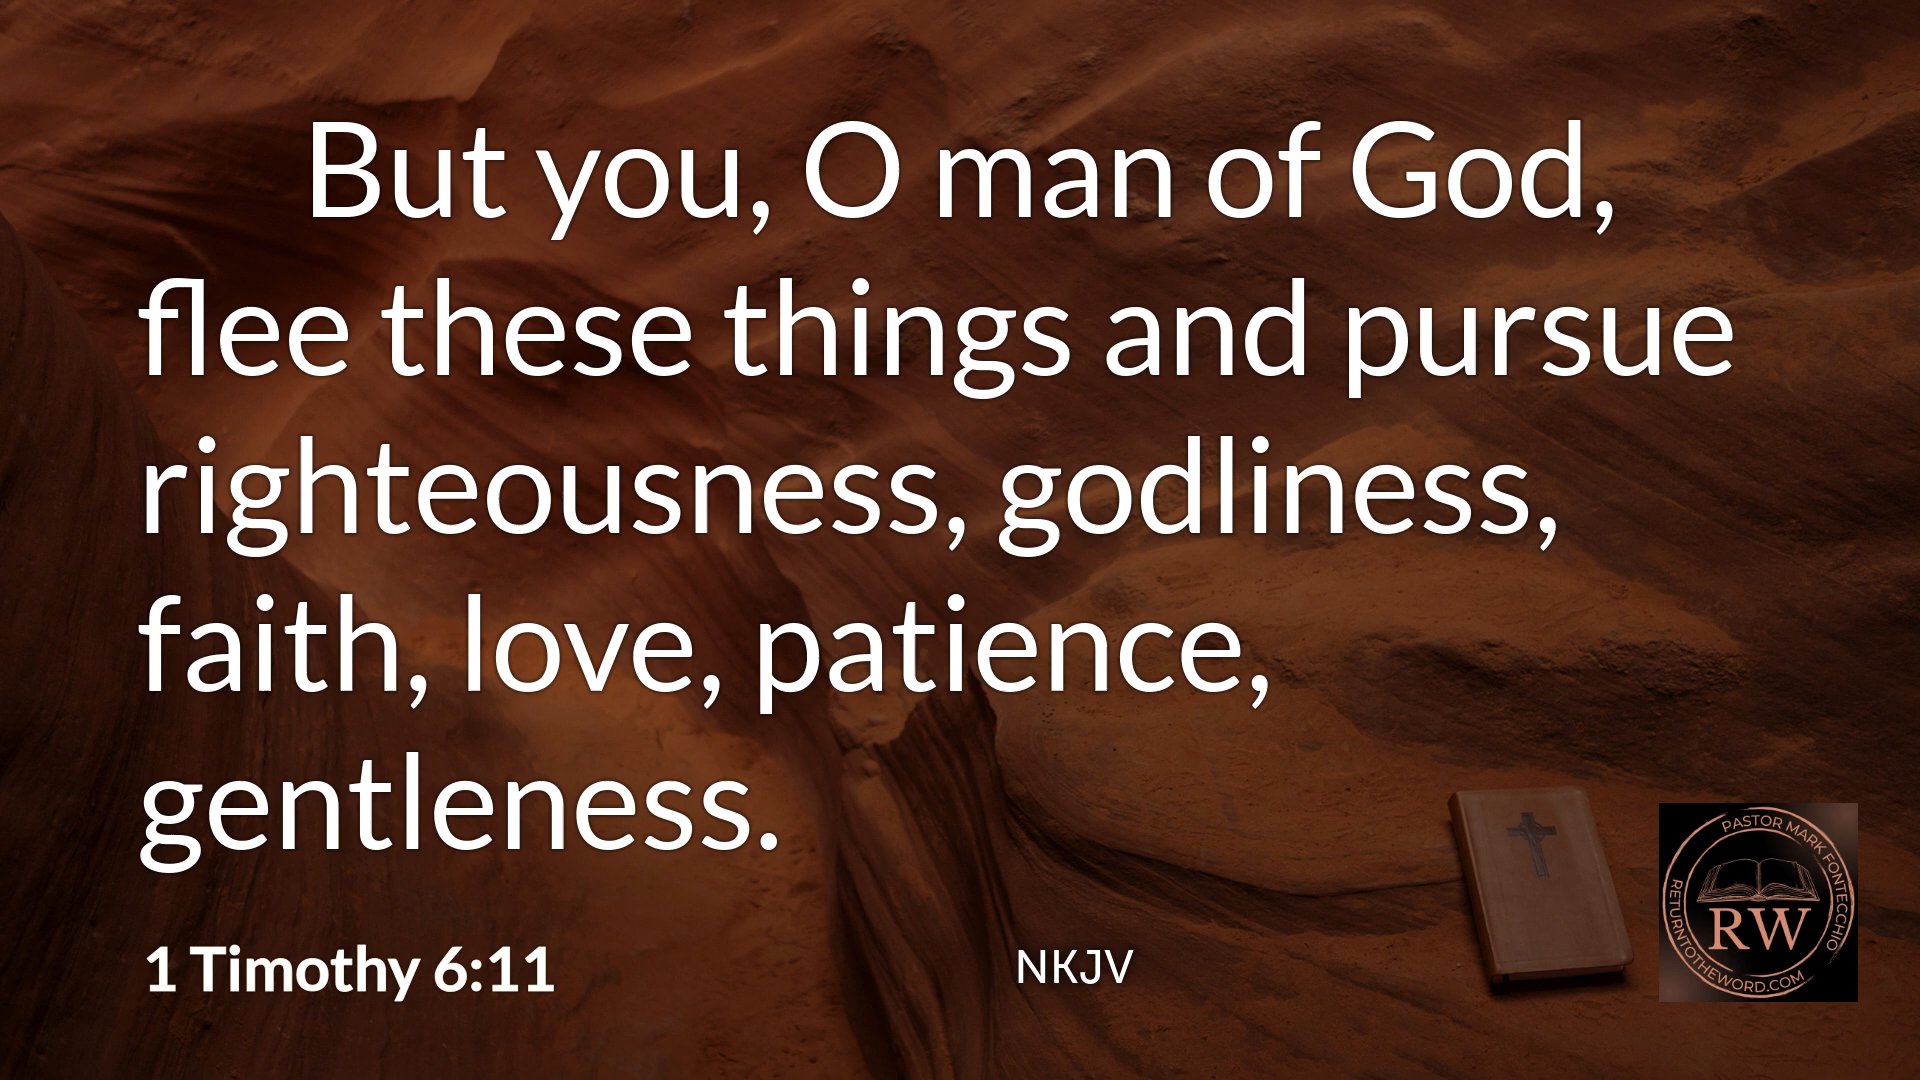 But you, O man of God,
flee these things and pursue
righteousness, godliness,
faith, love, patience,
gentleness.
1 Timothy 6:11
NKJV
PASTOR MARK FONTECCHIO
RW
RETURNTOTHEWORD.COM